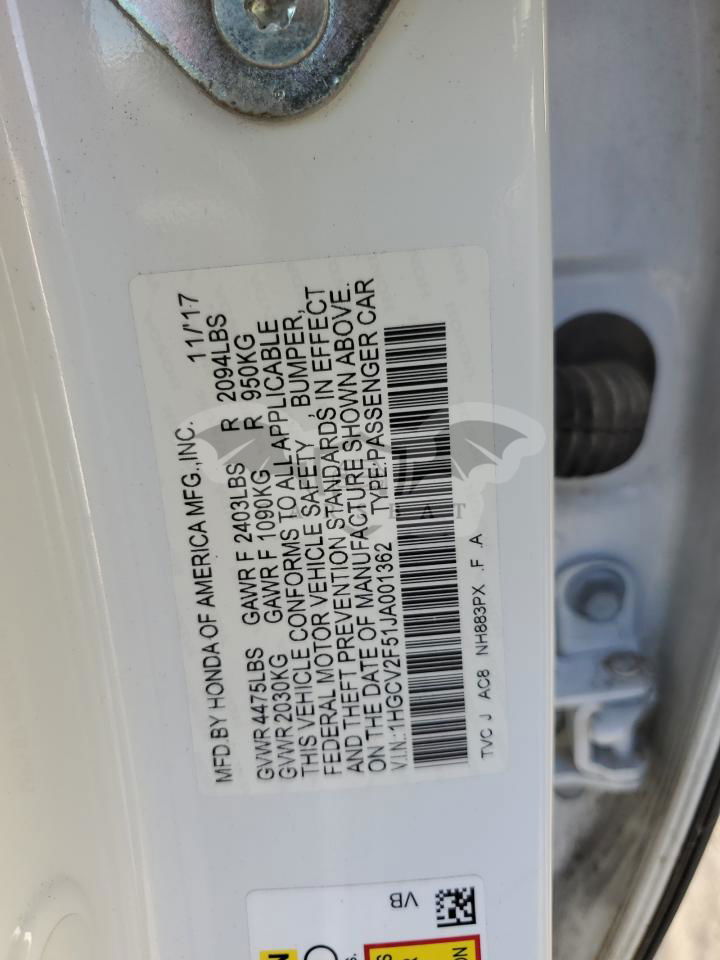 MFD.BY HONDA OF AMERICA MFG.,INC. 11/'17
GVWR 4475LBS GAWR F 2403LBS R 2094LBS
GVWR 2030KG GAWR F 1090KG R 950KG
THIS VEHICLE CONFORMS TO ALL APPLICABLE
FEDERAL MOTOR VEHICLE SAFETY , BUMPER,
AND THEFT PREVENTION STANDARDS, IN EFFECT
ON THE DATE OF MANUFACTURE SHOWN ABOVE.
V.I.N.:1HGCV2F51JA001362 TYPE:PASSENGER CAR
TVC J AC8 NH883PX .F .A
VB